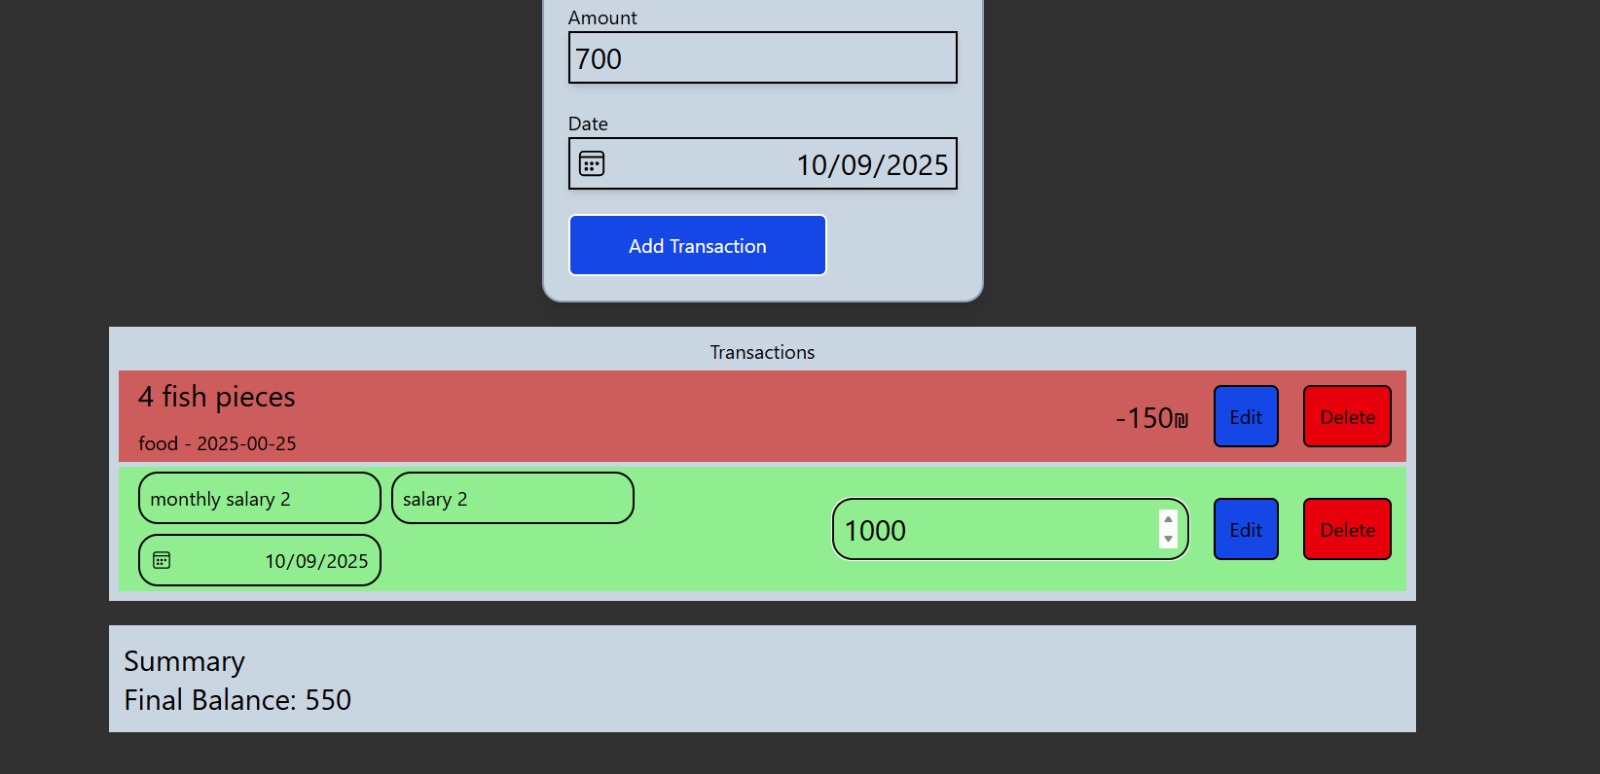 Amount
700
Date
10/09/2025
Add Transaction
Transactions
4 fish pieces
food - 2025-00-25
-150₪
Edit
Delete
monthly salary 2
salary 2
10/09/2025
1000
Edit
Delete
Summary
Final Balance: 550